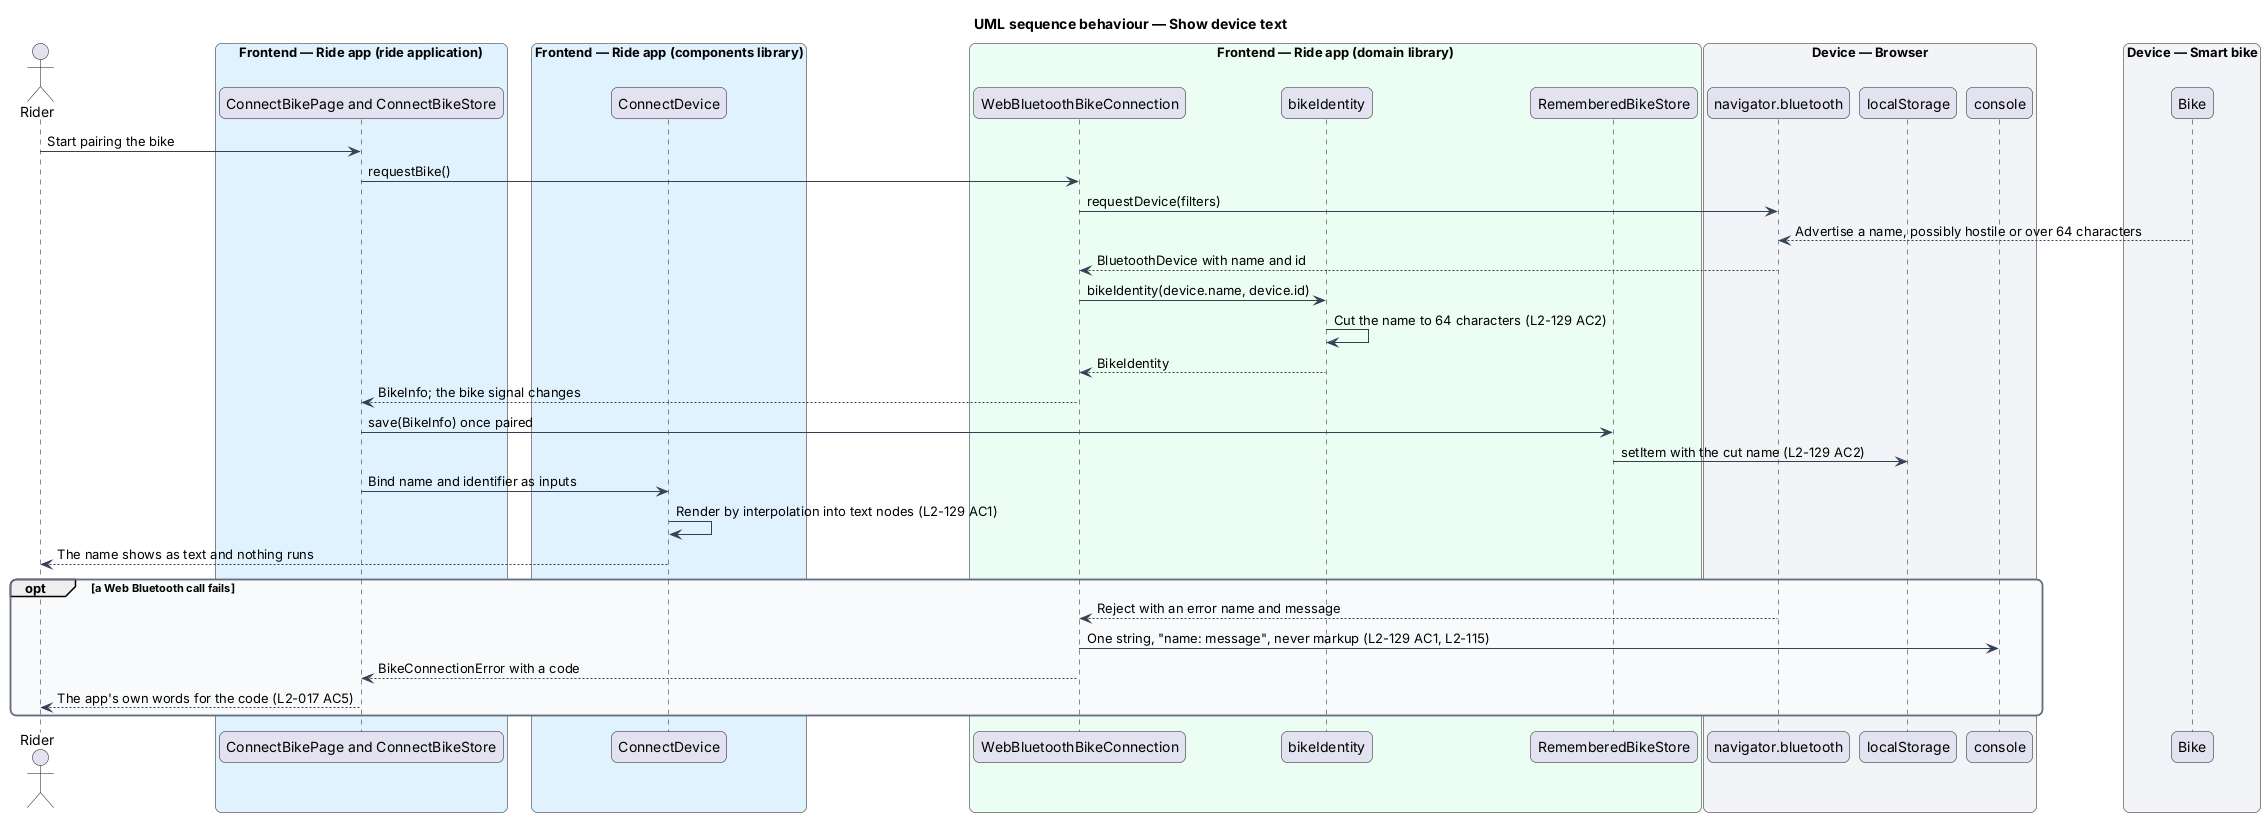 UML sequence behaviour — Show device text
Frontend — Ride app (ride application)
Frontend — Ride app (components library)
Frontend — Ride app (domain library)
Device — Browser
Device — Smart bike
Rider
ConnectBikePage and ConnectBikeStore
ConnectDevice
WebBluetoothBikeConnection
bikeIdentity
RememberedBikeStore
navigator.bluetooth
localStorage
console
Bike
Start pairing the bike
requestBike()
requestDevice(filters)
Advertise a name, possibly hostile or over 64 characters
BluetoothDevice with name and id
bikeIdentity(device.name, device.id)
Cut the name to 64 characters (L2-129 AC2)
BikeIdentity
BikeInfo; the bike signal changes
save(BikeInfo) once paired
setItem with the cut name (L2-129 AC2)
Bind name and identifier as inputs
Render by interpolation into text nodes (L2-129 AC1)
The name shows as text and nothing runs
opt
[a Web Bluetooth call fails]
Reject with an error name and message
One string, "name: message", never markup (L2-129 AC1, L2-115)
BikeConnectionError with a code
The app's own words for the code (L2-017 AC5)
Rider
ConnectBikePage and ConnectBikeStore
ConnectDevice
WebBluetoothBikeConnection
bikeIdentity
RememberedBikeStore
navigator.bluetooth
localStorage
console
Bike